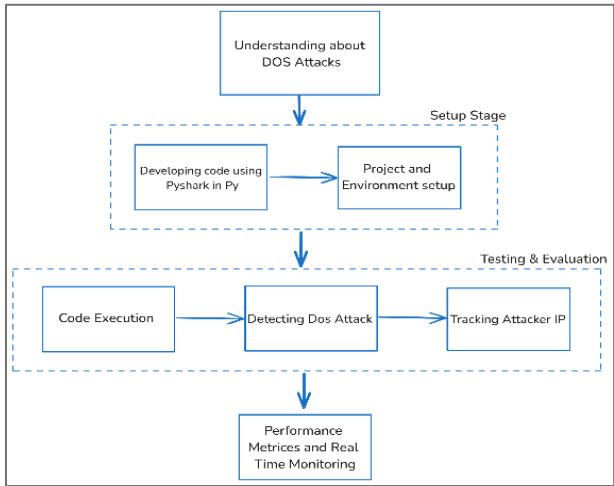 Understanding about
DOS Attacks
Setup Stage
Developing code using
Pyshark in Py
Project and
Environment setup
Testing & Evaluation
Code Execution
Detecting Dos Attack
Tracking Attacker IP
Performance
Metrices and Real
Time Monitoring